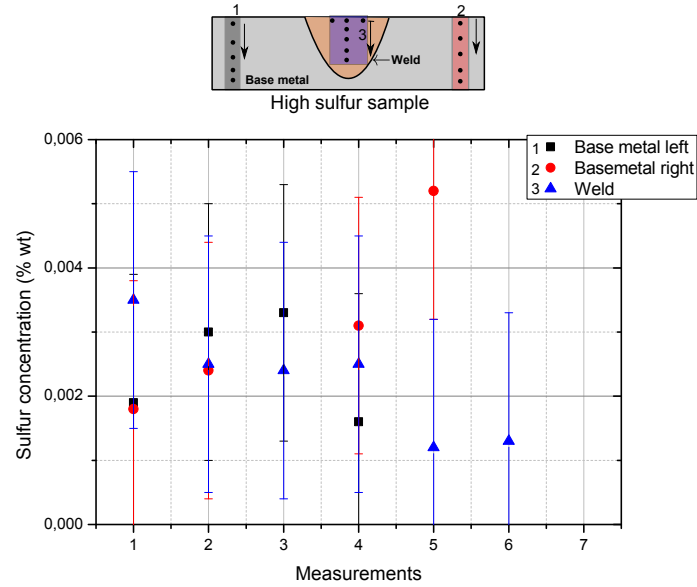 1
2
3
Weld
Base metal
High sulfur sample
0,006
0,004
0,002
0,000
Sulfur concentration (% wt)
1 Base metal left
2 Basemetal right
3 Weld
1 2 3 4 5 6 7
Measurements